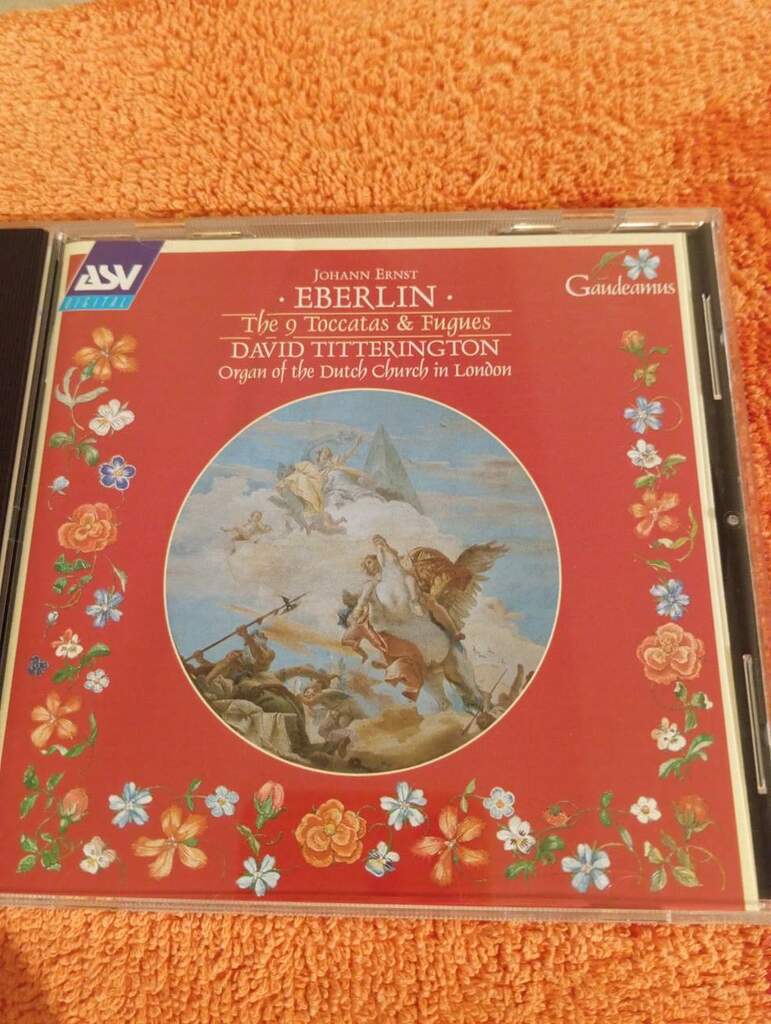 ASV
DIGITAL
JOHANN ERNST
· EBERLIN ·
The 9 Toccatas & Fugues
DAVID TITTERINGTON
Organ of the Dutch Church in London
Gaudeamus